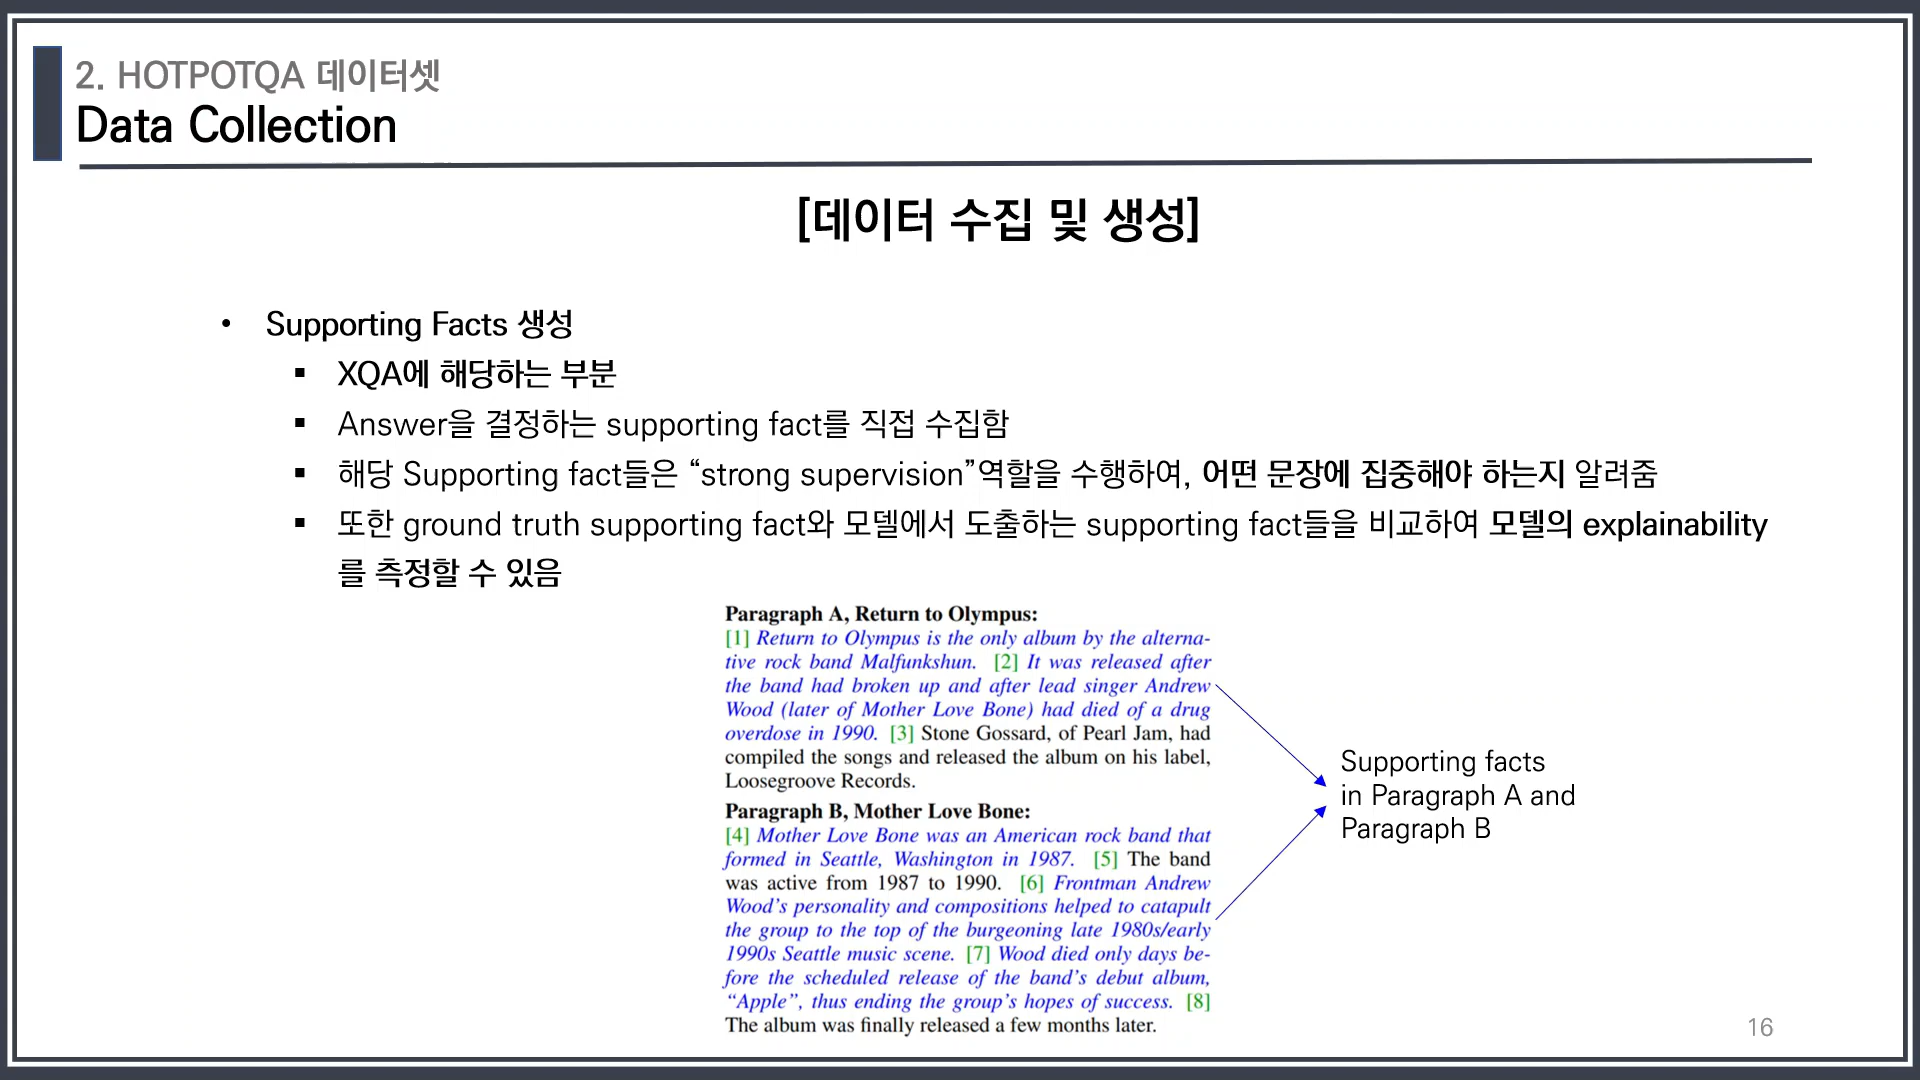 2. HOTPOTQA 데이터셋
Data Collection
[데이터 수집 및 생성]
• Supporting Facts 생성
▪ XQA에 해당하는 부분
▪ Answer을 결정하는 supporting fact를 직접 수집함
▪ 해당 Supporting fact들은 “strong supervision”역할을 수행하여, 어떤 문장에 집중해야 하는지 알려줌
▪ 또한 ground truth supporting fact와 모델에서 도출하는 supporting fact들을 비교하여 모델의 explainability
를 측정할 수 있음
Paragraph A, Return to Olympus:
[1] Return to Olympus is the only album by the alterna-
tive rock band Malfunkshun. [2] It was released after
the band had broken up and after lead singer Andrew
Wood (later of Mother Love Bone) had died of a drug
overdose in 1990. [3] Stone Gossard, of Pearl Jam, had
compiled the songs and released the album on his label,
Loosegroove Records.
Paragraph B, Mother Love Bone:
[4] Mother Love Bone was an American rock band that
formed in Seattle, Washington in 1987. [5] The band
was active from 1987 to 1990. [6] Frontman Andrew
Wood’s personality and compositions helped to catapult
the group to the top of the burgeoning late 1980s/early
1990s Seattle music scene. [7] Wood died only days be-
fore the scheduled release of the band’s debut album,
“Apple”, thus ending the group’s hopes of success. [8]
The album was finally released a few months later.
Supporting facts
in Paragraph A and
Paragraph B
16